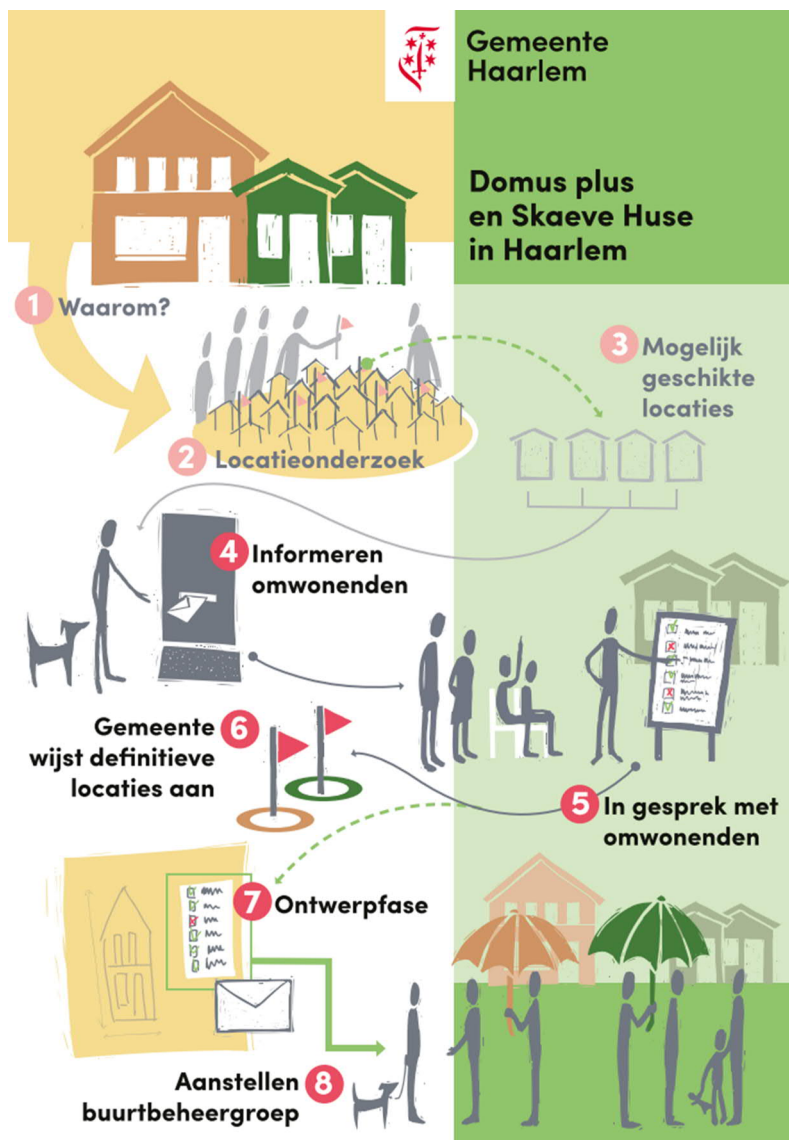 Gemeente
Haarlem
Domus plus
en Skaeve Huse
in Haarlem
1 Waarom?
2 Locatieonderzoek
3 Mogelijk
geschikte
locaties
4 Informeren
omwonenden
5 In gesprek met
omwonenden
Gemeente 6
wijst definitieve
locaties aan
7 Ontwerpfase
Aanstellen 8
buurtbeheergroep